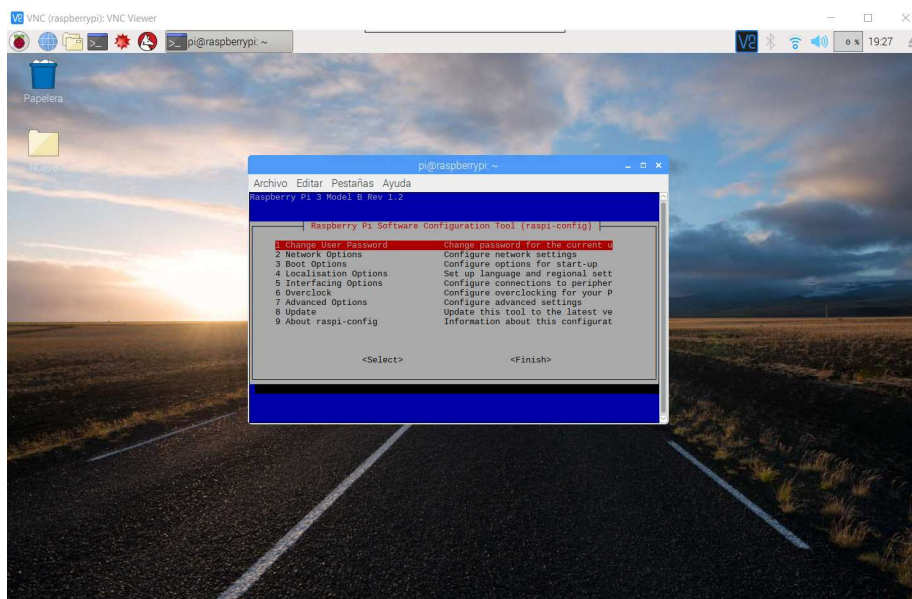 VNC (raspberrypi): VNC Viewer
pi@raspberrypi: ~
0 %
19:27
Papelera
Nuevo
pi@raspberrypi: ~
Archivo Editar Pestañas Ayuda
Raspberry Pi 3 Model B Rev 1.2
Raspberry Pi Software Configuration Tool (raspi-config)
1 Change User Password Change password for the current u
2 Network Options Configure network settings
3 Boot Options Configure options for start-up
4 Localisation Options Set up language and regional sett
5 Interfacing Options Configure connections to peripher
6 Overclock Configure overclocking for your P
7 Advanced Options Configure advanced settings
8 Update Update this tool to the latest ve
9 About raspi-config Information about this configurat
<Select> <Finish>